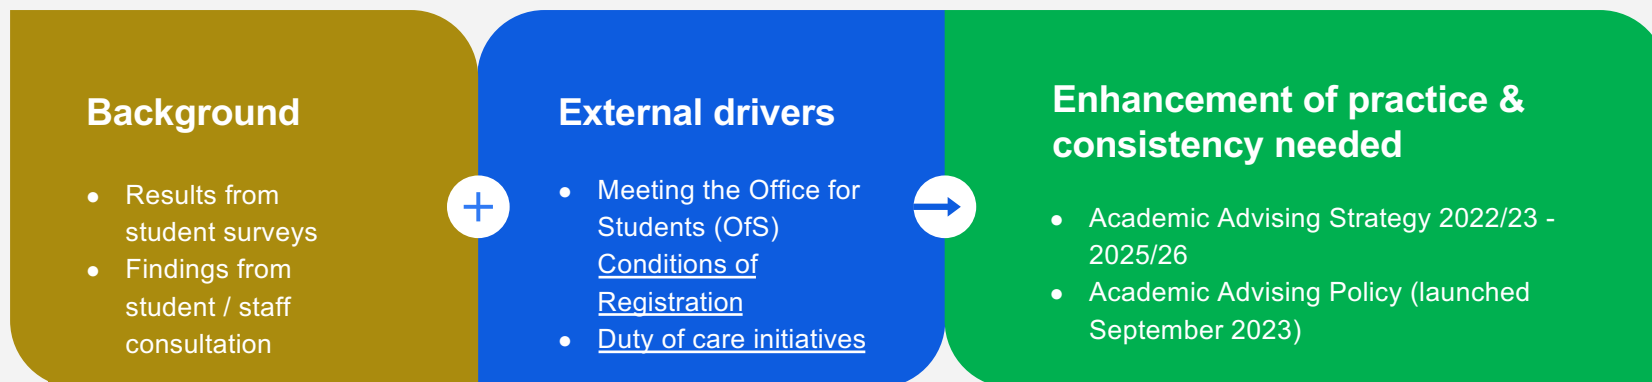 Background
● Results from
student surveys
● Findings from
student / staff
consultation
+
External drivers
● Meeting the Office for
Students (OfS)
Conditions of
Registration
● Duty of care initiatives
Enhancement of practice &
consistency needed
● Academic Advising Strategy 2022/23 -
2025/26
● Academic Advising Policy (launched
September 2023)